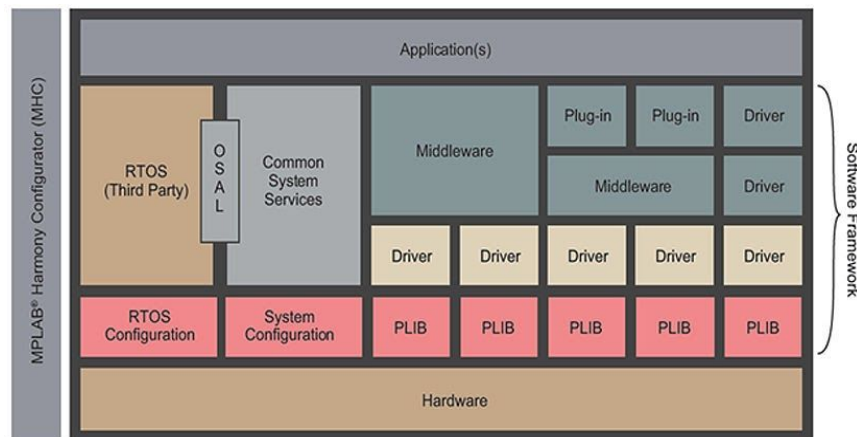 MPLAB® Harmony Configurator (MHC)
Application(s)
RTOS
(Third Party)
OSAL
Common
System
Services
Middleware
Plug-in
Plug-in
Driver
Middleware
Driver
Driver
Driver
Driver
Driver
Driver
RTOS
Configuration
System
Configuration
PLIB
PLIB
PLIB
PLIB
PLIB
Hardware
Software Framework